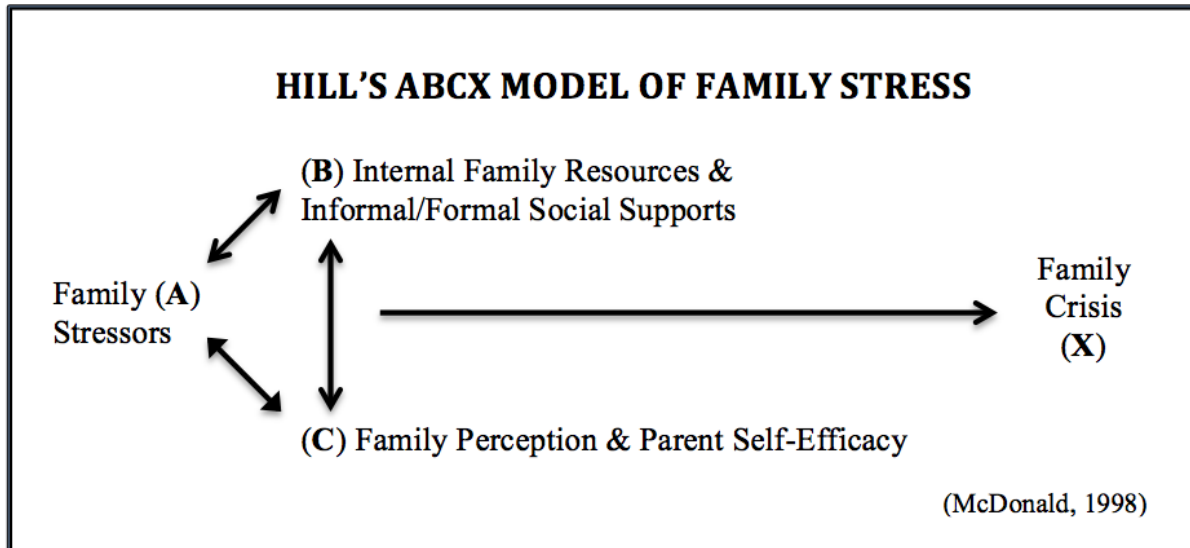 HILL’S ABCX MODEL OF FAMILY STRESS
(B) Internal Family Resources &
Informal/Formal Social Supports
Family (A)
Stressors
Family
Crisis
(X)
(C) Family Perception & Parent Self-Efficacy
(McDonald, 1998)